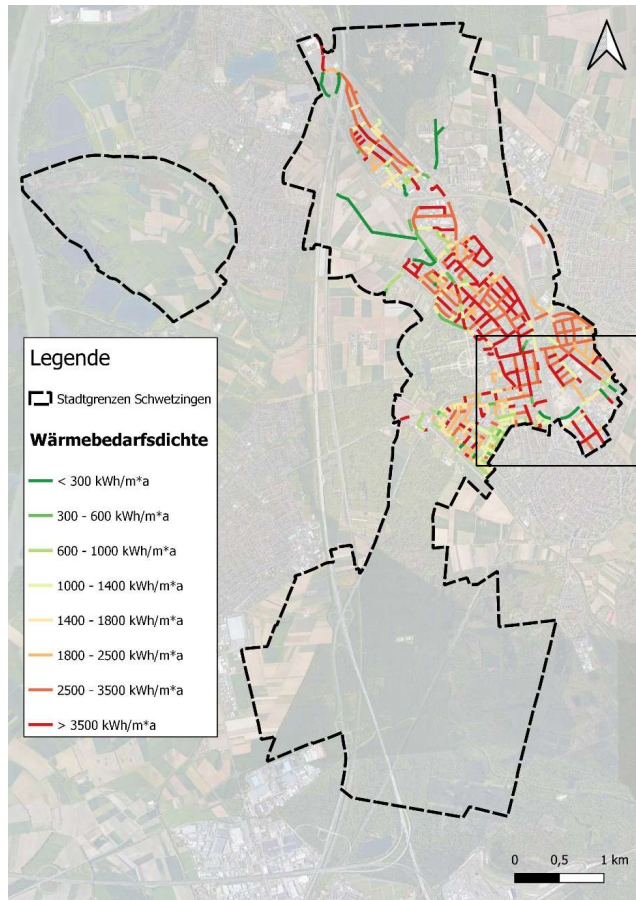 Legende
Stadtgrenzen Schwetzingen
Wärmebedarfsdichte
< 300 kWh/m*a
300 - 600 kWh/m*a
600 - 1000 kWh/m*a
1000 - 1400 kWh/m*a
1400 - 1800 kWh/m*a
1800 - 2500 kWh/m*a
2500 - 3500 kWh/m*a
> 3500 kWh/m*a
0 0,5 1 km